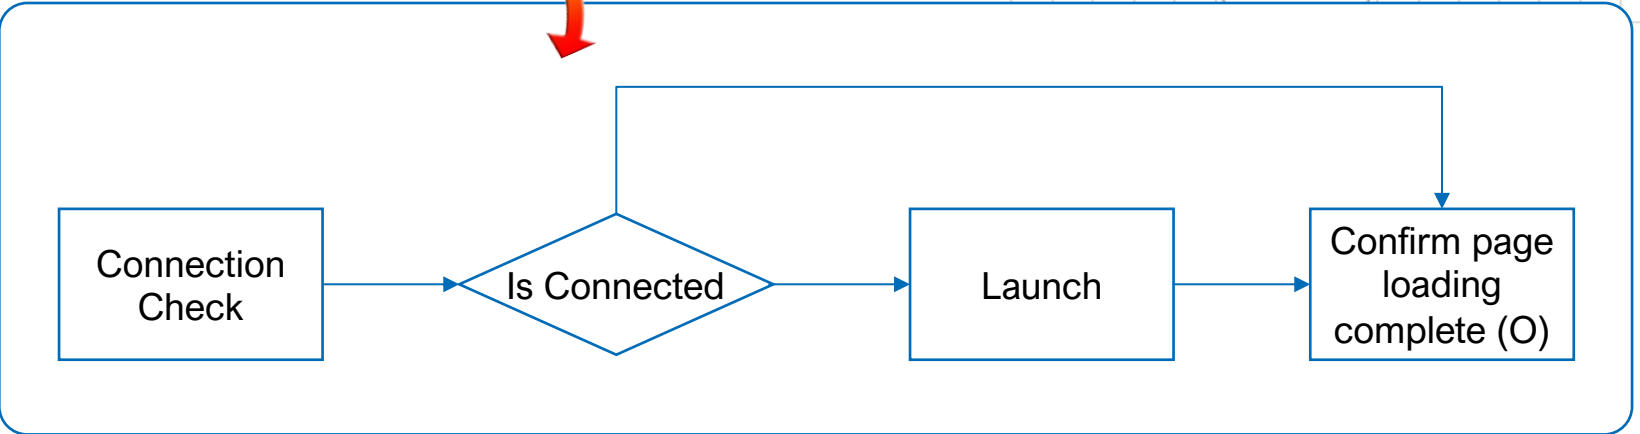 Connection
Check
Is Connected
Launch
Confirm page
loading
complete (O)